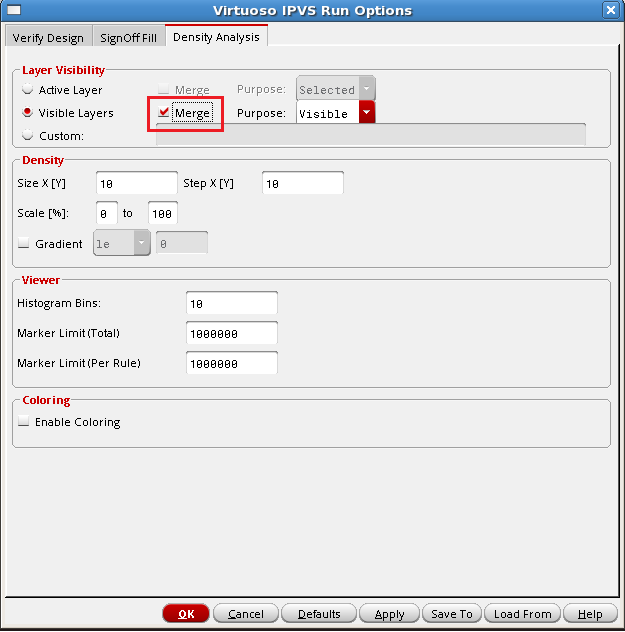 Virtuoso IPVS Run Options
Verify Design SignOff Fill Density Analysis
Layer Visibility
Active Layer Merge Purpose: Selected
Visible Layers Merge Purpose: Visible
Custom:
Density
Size X [Y] 10 Step X [Y] 10
Scale [%]: 0 to 100
Gradient le 0
Viewer
Histogram Bins: 10
Marker Limit (Total) 1000000
Marker Limit (Per Rule) 1000000
Coloring
Enable Coloring
OK Cancel Defaults Apply Save To Load From Help